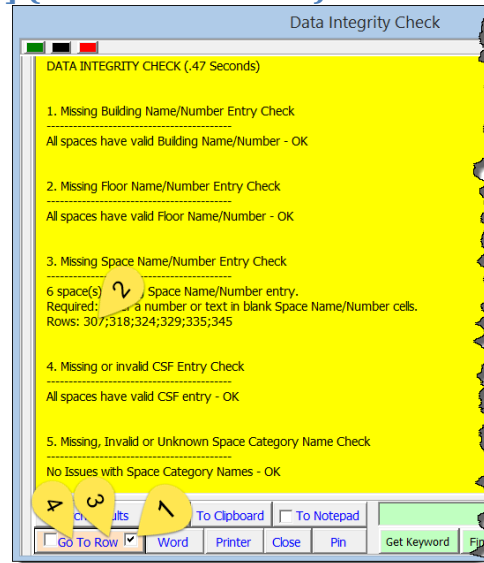 Data Integrity Check
DATA INTEGRITY CHECK (.47 Seconds)
1. Missing Building Name/Number Entry Check
-----------------------------------------
All spaces have valid Building Name/Number - OK
2. Missing Floor Name/Number Entry Check
-----------------------------------------
All spaces have valid Floor Name/Number - OK
3. Missing Space Name/Number Entry Check
-----------------------------------------
6 space(s) 2 Space Name/Number entry.
Required: a number or text in blank Space Name/Number cells.
Rows: 307;318;324;329;335;345
4. Missing or invalid CSF Entry Check
-----------------------------------------
All spaces have valid CSF entry - OK
5. Missing, Invalid or Unknown Space Category Name Check
-----------------------------------------
No Issues with Space Category Names - OK
4 3 1 To Clipboard To Notepad
Go To Row Word Printer Close Pin Get Keyword